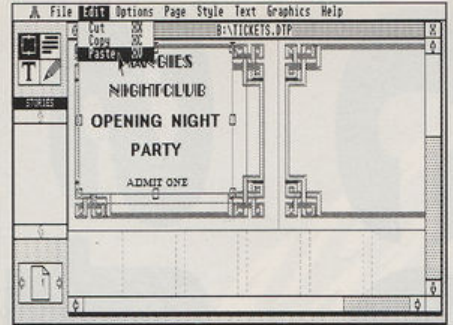 File Edit Options Page Style Text Graphics Help
B:\TICKETS.DTP
Cut ⌘X
Copy ⌘C
Paste ⌘V
NIGHTCLUB
OPENING NIGHT
PARTY
ADMIT ONE
T
STORIES
1